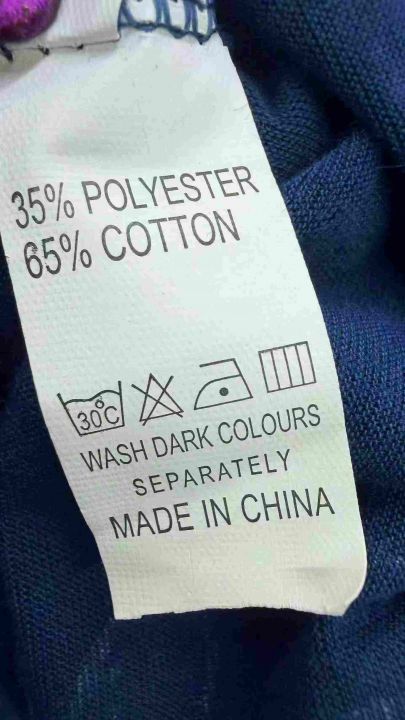 35% POLYESTER
65% COTTON
30°C
WASH DARK COLOURS
SEPARATELY
MADE IN CHINA